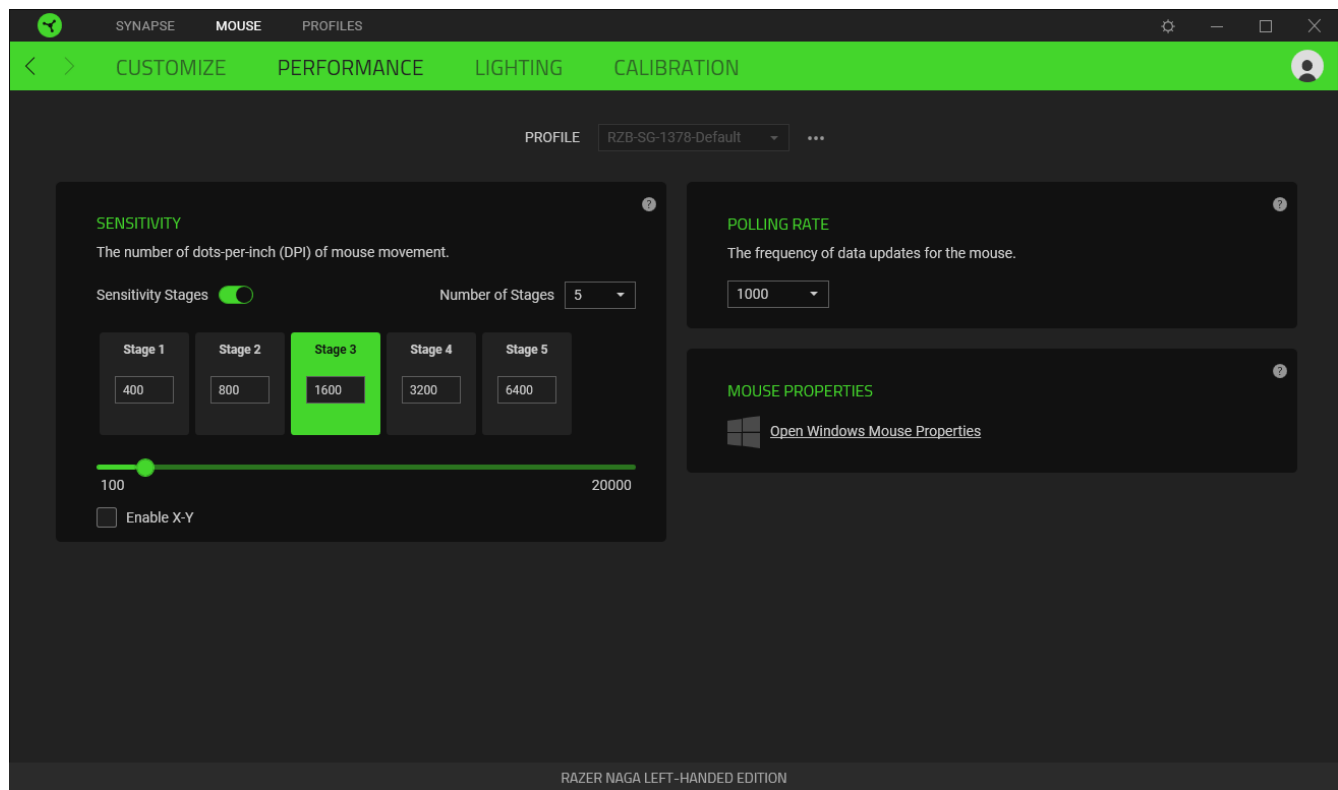 SYNAPSE MOUSE PROFILES
CUSTOMIZE PERFORMANCE LIGHTING CALIBRATION
PROFILE RZB-SG-1378-Default
SENSITIVITY
The number of dots-per-inch (DPI) of mouse movement.
Sensitivity Stages Number of Stages 5
Stage 1 Stage 2 Stage 3 Stage 4 Stage 5
400 800 1600 3200 6400
100 20000
Enable X-Y
POLLING RATE
The frequency of data updates for the mouse.
1000
MOUSE PROPERTIES
Open Windows Mouse Properties
RAZER NAGA LEFT-HANDED EDITION